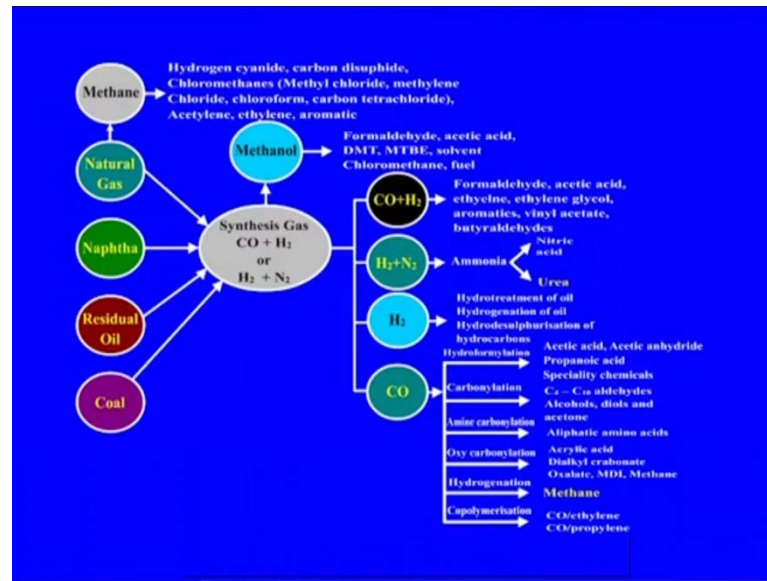 Methane
Hydrogen cyanide, carbon disuphide,
Chloromethanes (Methyl chloride, methylene
Chloride, chloroform, carbon tetrachloride),
Acetylene, ethylene, aromatic
Natural
Gas
Methanol
Formaldehyde, acetic acid,
DMT, MTBE, solvent
Chloromethane, fuel
Naphtha
Residual
Oil
Coal
Synthesis Gas
CO + H₂
or
H₂ + N₂
CO+H₂
Formaldehyde, acetic acid,
ethyelne, ethylene glycol,
aromatics, vinyl acetate,
butyraldehydes
H₂+N₂
Ammonia
Nitric
acid
Urea
H₂
Hydrotreatment of oil
Hydrogenation of oil
Hydrodesulphurisation of
hydrocarbons
CO
Hydroformylation
Acetic acid, Acetic anhydride
Propanoic acid
Speciality chemicals
Carbonylation
C₄ – C₁₀ aldehydes
Alcohols, diols and
acetone
Amine carbonylation
Aliphatic amino acids
Oxy carbonylation
Acrylic acid
Dialkyl crabonate
Oxalate, MDI, Methane
Hydrogenation
Methane
Copolymerisation
CO/ethylene
CO/propylene